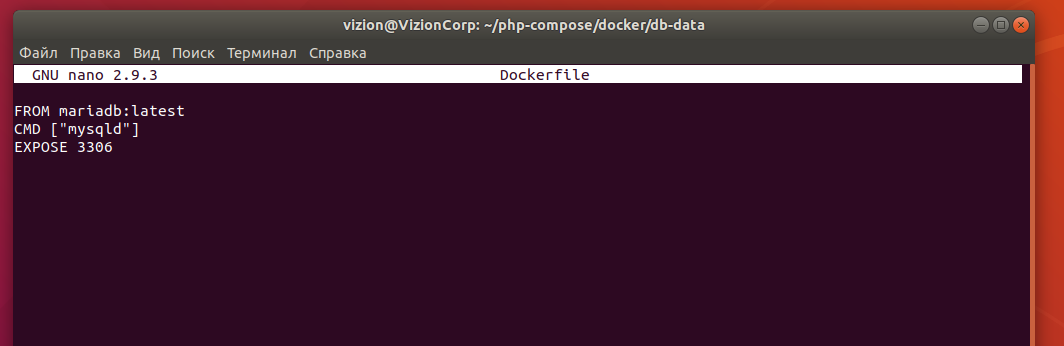 vizion@VizionCorp: ~/php-compose/docker/db-data
Файл Правка Вид Поиск Терминал Справка
GNU nano 2.9.3 Dockerfile
FROM mariadb:latest
CMD ["mysqld"]
EXPOSE 3306